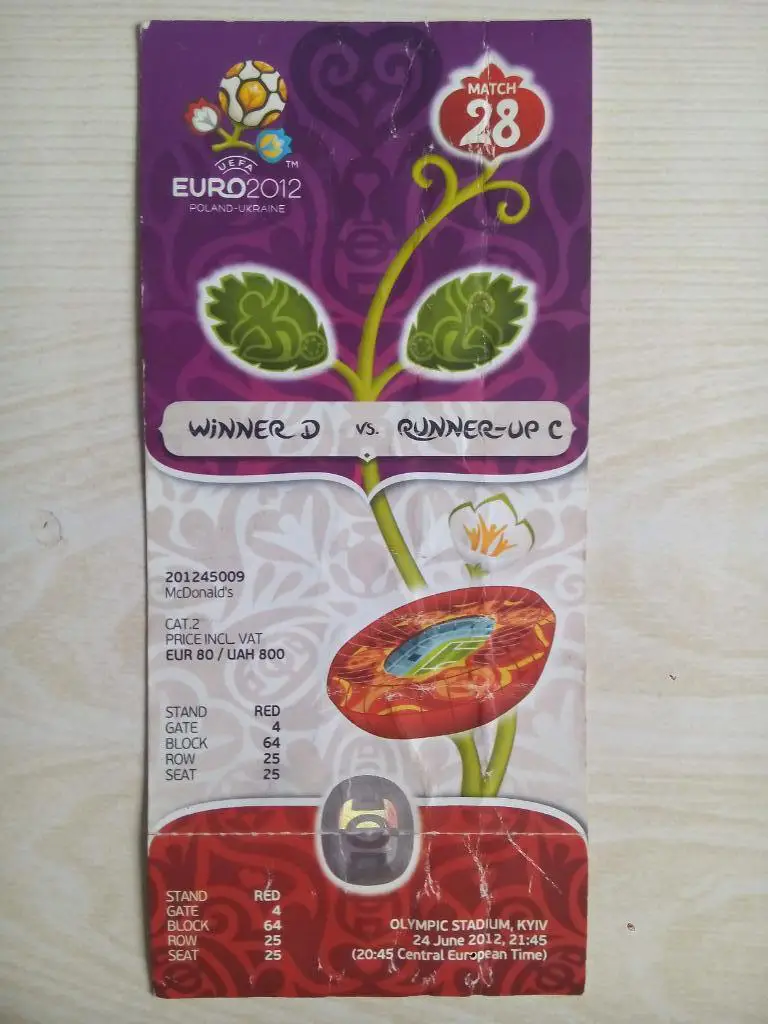 MATCH
28
UEFA
EURO2012
TM
POLAND-UKRAINE
WINNER D VS. RUNNER-UP C
201245009
McDonald's
CAT.2
PRICE INCL. VAT
EUR 80 / UAH 800
STAND RED
GATE 4
BLOCK 64
ROW 25
SEAT 25
STAND RED
GATE 4
BLOCK 64
ROW 25
SEAT 25
OLYMPIC STADIUM, KYIV
24 June 2012, 21:45
(20:45 Central European Time)